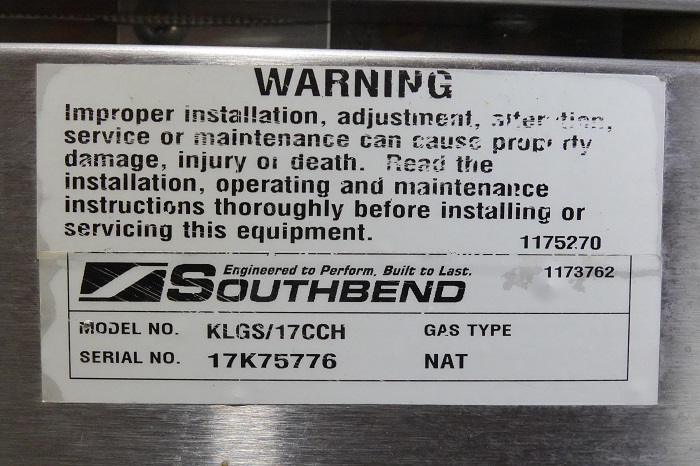 WARNING
Improper installation, adjustment, alteration,
service or maintenance can cause property
damage, injury or death. Read the
installation, operating and maintenance
instructions thoroughly before installing or
servicing this equipment.
1175270
Engineered to Perform, Built to Last.
1173762
SOUTHBEND
MODEL NO. KLGS/17CCH GAS TYPE
SERIAL NO. 17K75776 NAT